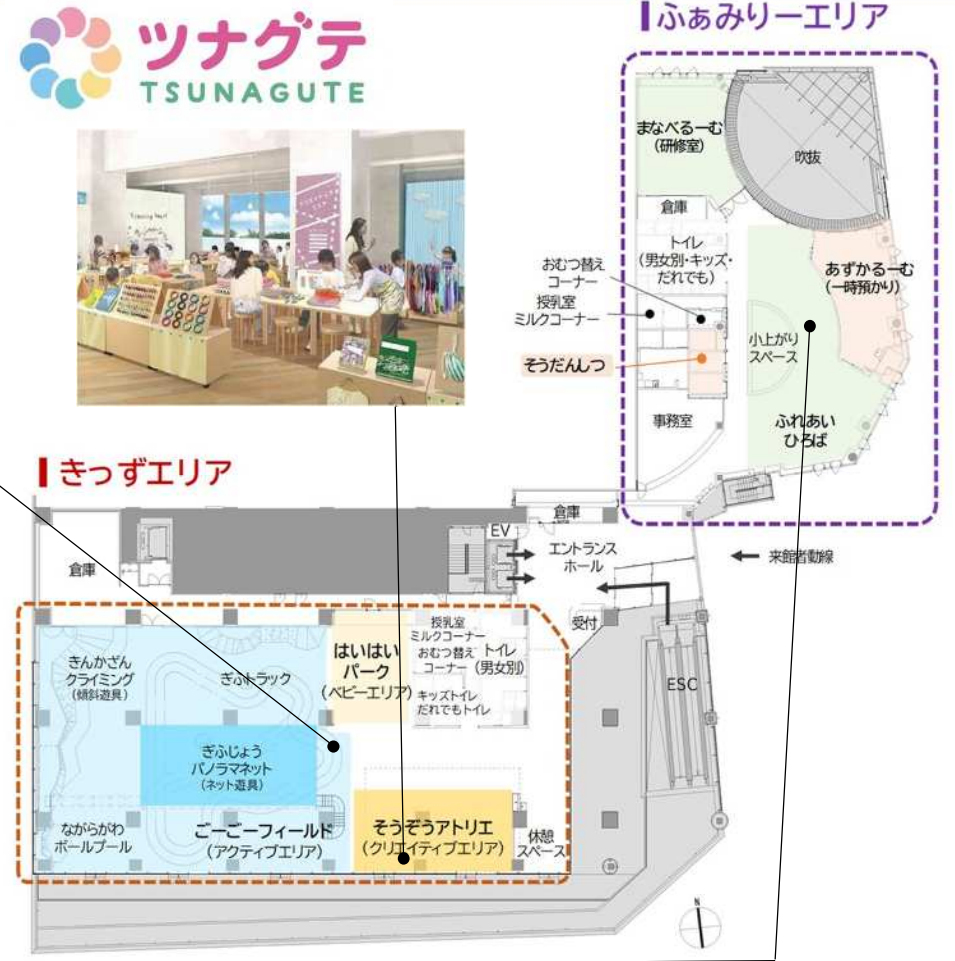 ツナグテ
TSUNAGUTE
ふぁみりーエリア
まなべるーむ
(研修室)
吹抜
倉庫
トイレ
(男女別・キッズ・
だれでも)
おむつ替え
コーナー
授乳室
ミルクコーナー
そうだんしつ
あずかるーむ
(一時預かり)
小上がり
スペース
事務室
ふれあい
ひろば
きっずエリア
倉庫
倉庫
EV
エントランス
ホール
来館者動線
受付
ESC
きんかざん
クライミング
(傾斜遊具)
ぎふトラック
はいはい
パーク
(ベビーエリア)
授乳室
ミルクコーナー
おむつ替え
コーナー
トイレ
(男女別)
キッズトイレ
だれでもトイレ
ぎふじょう
パノラマネット
(ネット遊具)
ながらがわ
ボールプール
ごーごーフィールド
(アクティブエリア)
そうぞうアトリエ
(クリエイティブエリア)
休憩
スペース
N